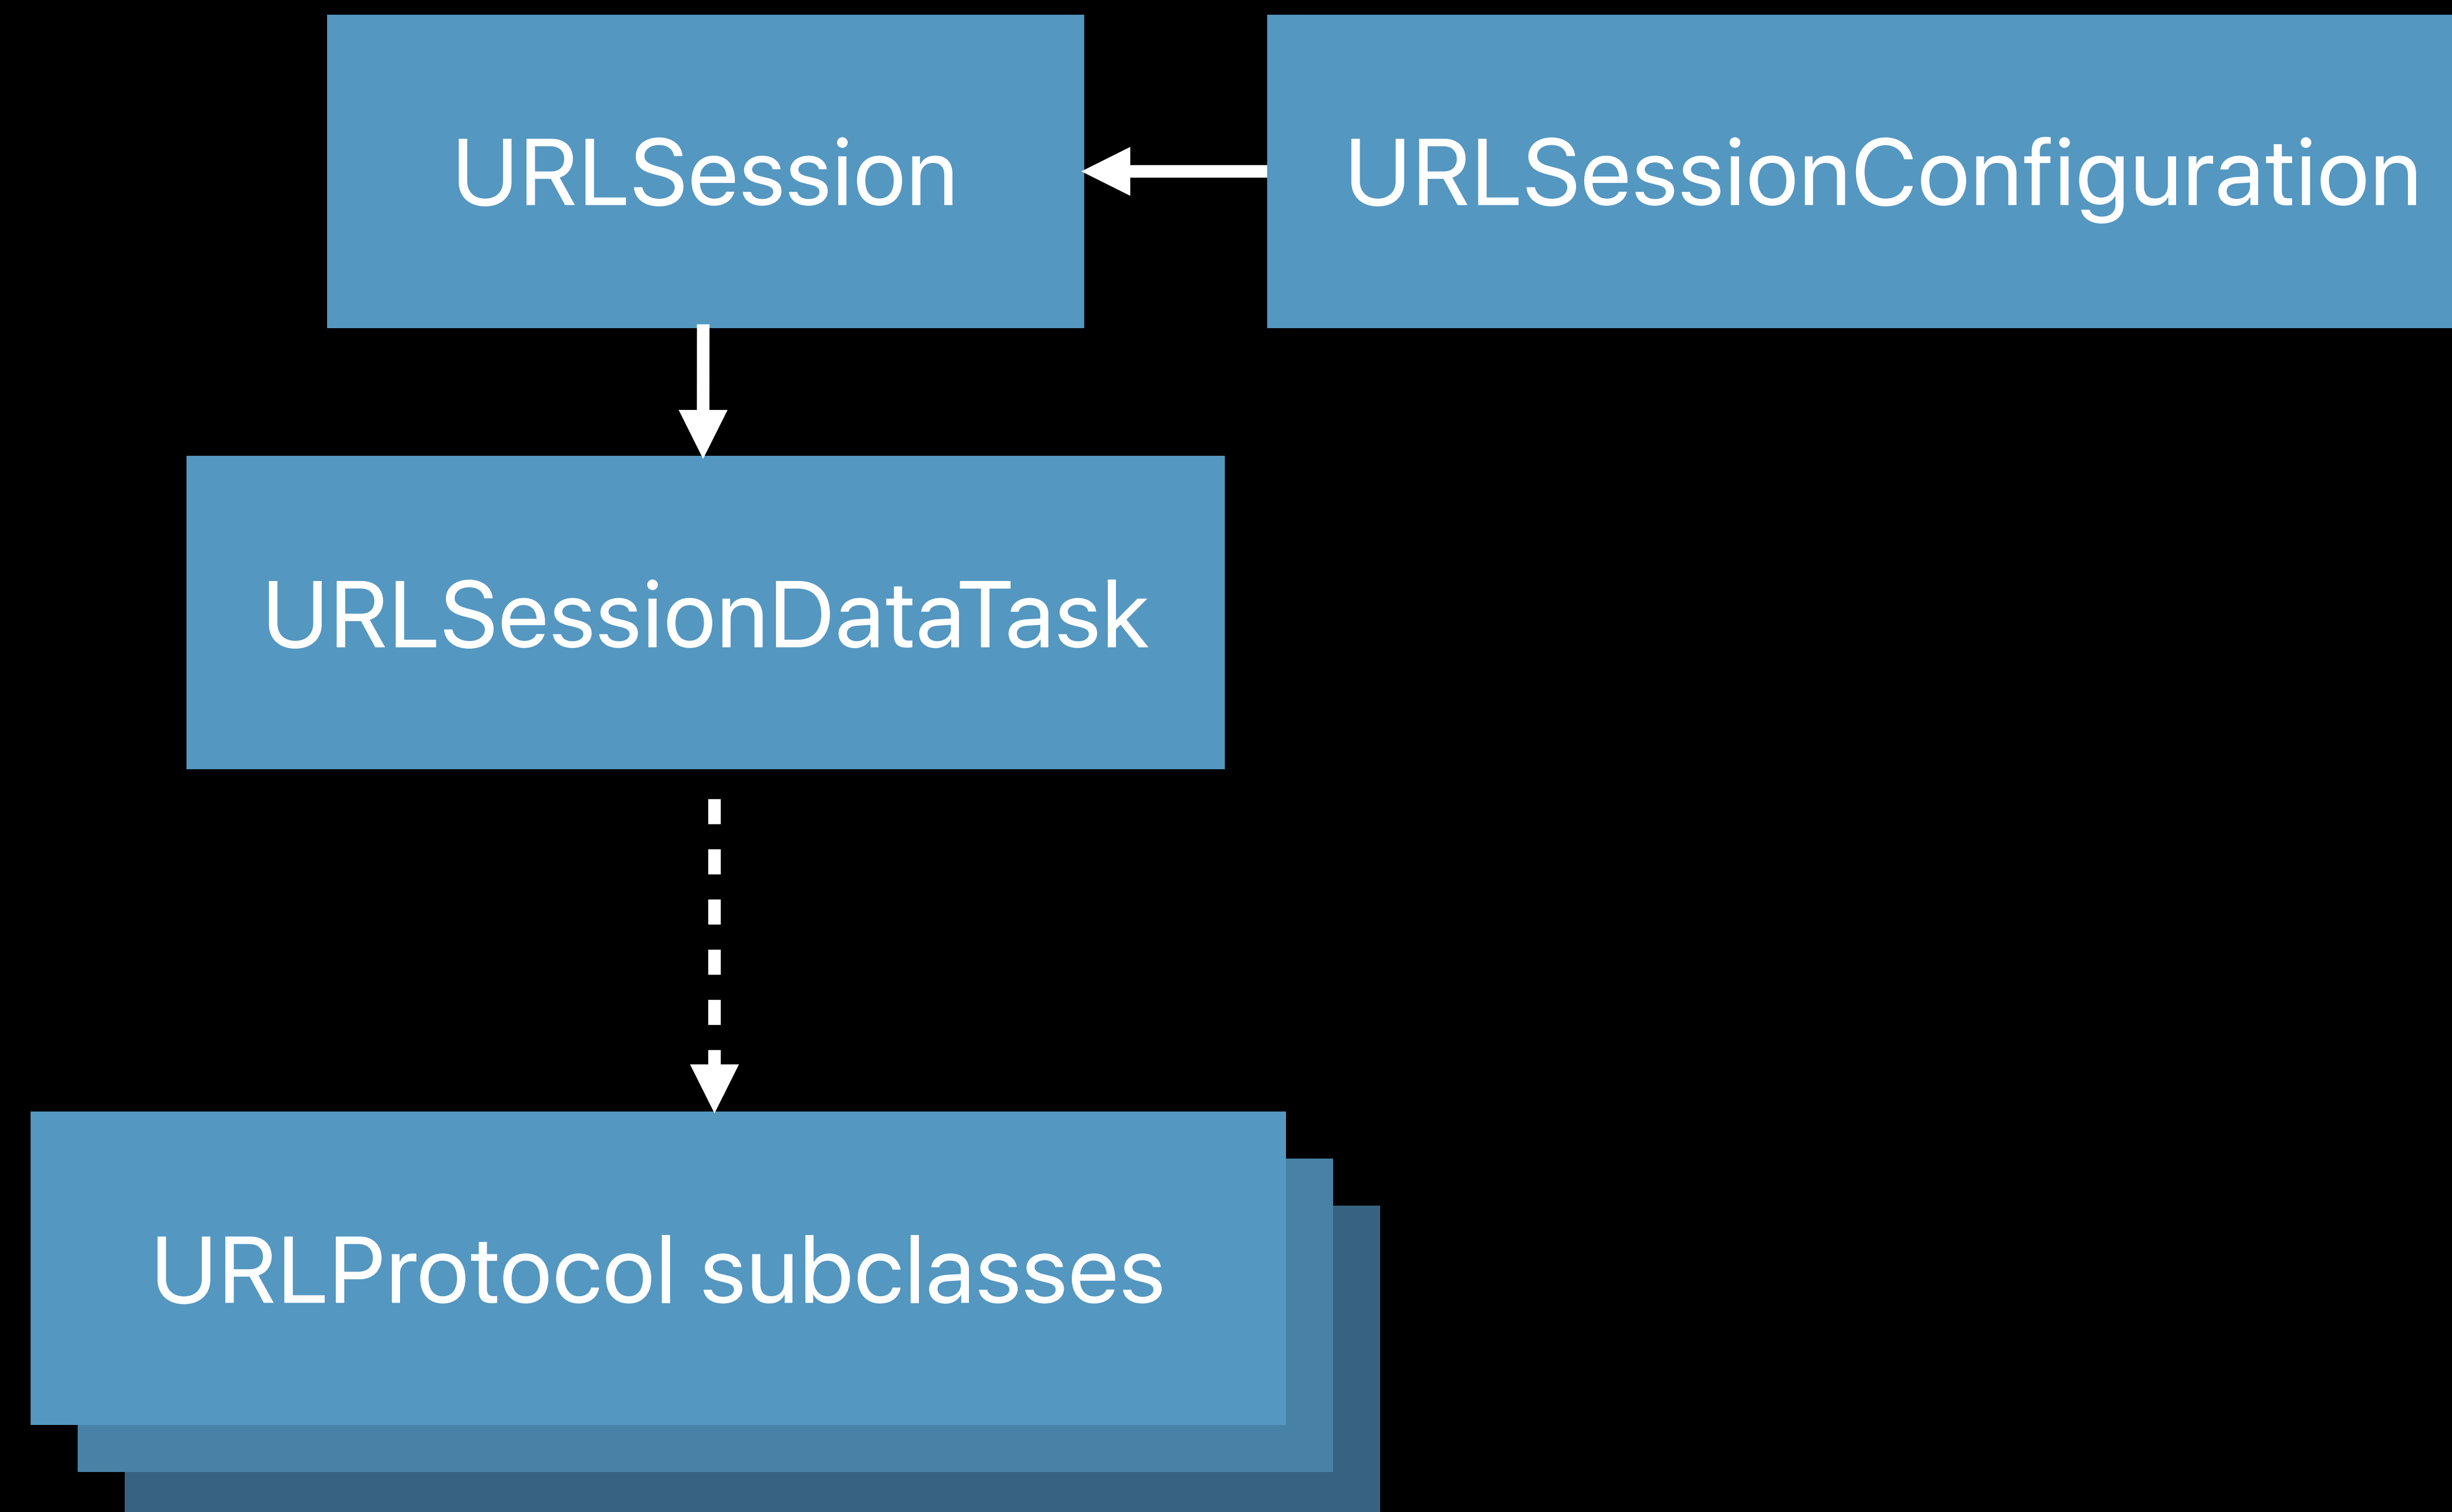 URLSession
URLSessionConfiguration
URLSessionDataTask
URLProtocol subclasses